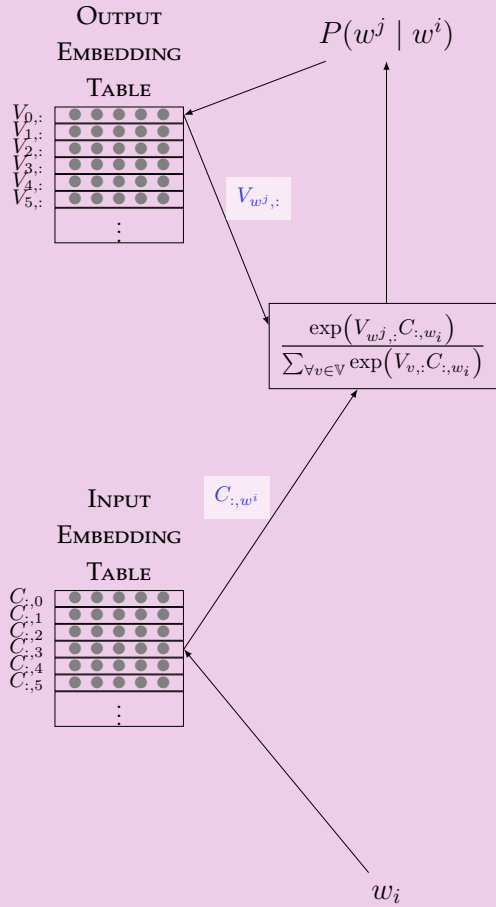 OUTPUT
EMBEDDING
TABLE
P(w^j | w^i)
V_{0,:}
V_{1,:}
V_{2,:}
V_{3,:}
V_{4,:}
V_{5,:}
⋮
V_{w^j,:}
exp(V_{w^j,:}C_{:,w_i})
∑_{∀v∈𝕍} exp(V_{v,:}C_{:,w_i})
C_{:,w^i}
INPUT
EMBEDDING
TABLE
C_{:,0}
C_{:,1}
C_{:,2}
C_{:,3}
C_{:,4}
C_{:,5}
⋮
w_i